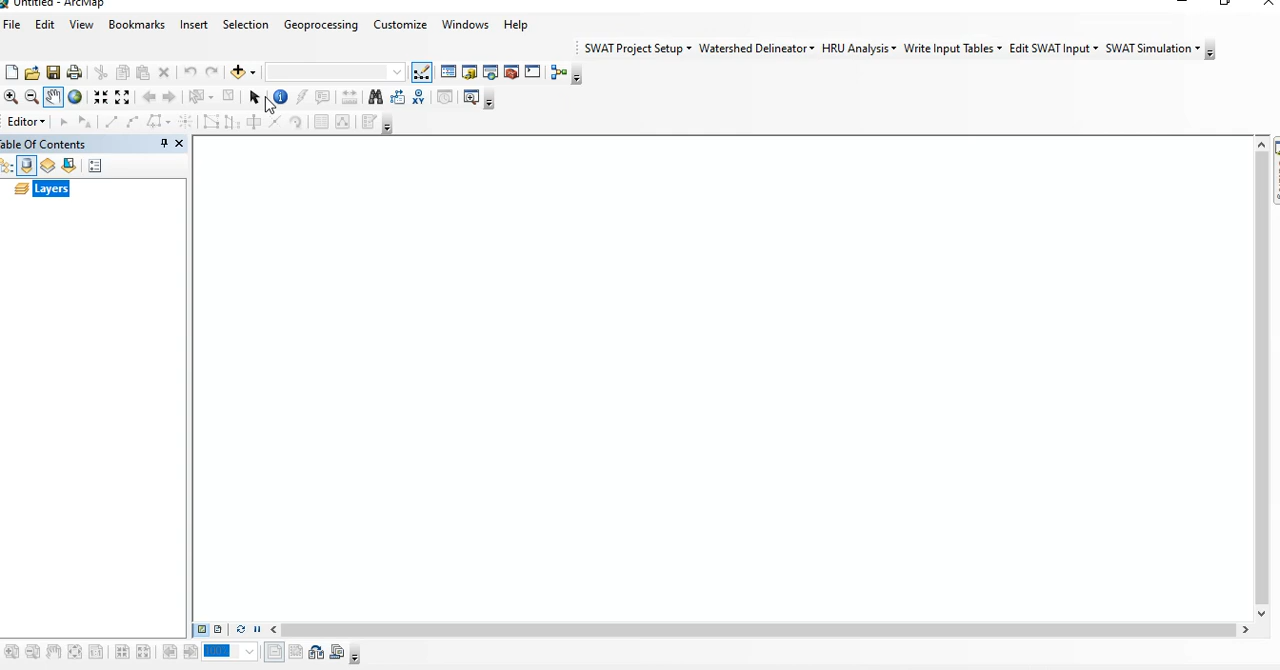 Untitled - ArcMap
File Edit View Bookmarks Insert Selection Geoprocessing Customize Windows Help
SWAT Project Setup Watershed Delineator HRU Analysis Write Input Tables Edit SWAT Input SWAT Simulation
XY
Editor
able Of Contents
Layers